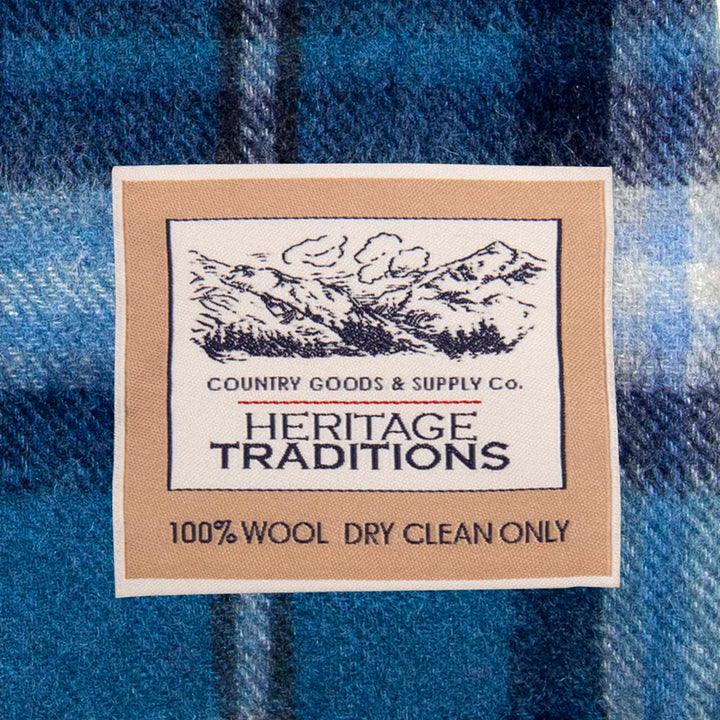 COUNTRY GOODS & SUPPLY CO.
HERITAGE
TRADITIONS
100% WOOL DRY CLEAN ONLY